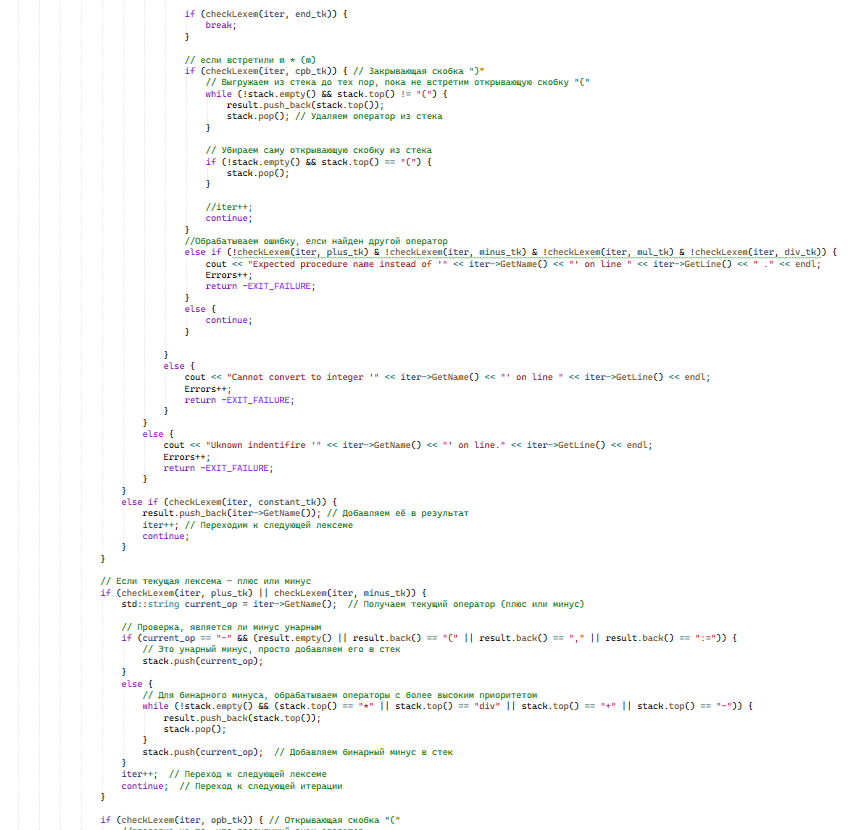 if (checkLexem(iter, end_tk)) {
break;
}
// если встретили m * (m)
if (checkLexem(iter, cpb_tk)) { // Закрывающая скобка ")"
// Выгружаем из стека до тех пор, пока не встретим открывающую скобку "("
while (!stack.empty() && stack.top() != "(") {
result.push_back(stack.top());
stack.pop(); // Удаляем оператор из стека
}
// Убираем саму открывающую скобку из стека
if (!stack.empty() && stack.top() == "(") {
stack.pop();
}
//iter++;
continue;
}
//Обрабатываем ошибку, елси найден другой оператор
else if (!checkLexem(iter, plus_tk) & !checkLexem(iter, minus_tk) & !checkLexem(iter, mul_tk) & !checkLexem(iter, div_tk)) {
cout << "Expected procedure name instead of '" << iter->GetName() << "' on line " << iter->GetLine() << " ." << endl;
Errors++;
return -EXIT_FAILURE;
}
else {
continue;
}
}
else {
cout << "Cannot convert to integer '" << iter->GetName() << "' on line " << iter->GetLine() << endl;
Errors++;
return -EXIT_FAILURE;
}
}
else {
cout << "Uknown indentifire '" << iter->GetName() << "' on line." << iter->GetLine() << endl;
Errors++;
return -EXIT_FAILURE;
}
}
else if (checkLexem(iter, constant_tk)) {
result.push_back(iter->GetName()); // Добавляем её в результат
iter++; // Переходим к следующей лексеме
continue;
}
}
// Если текущая лексема — плюс или минус
if (checkLexem(iter, plus_tk) || checkLexem(iter, minus_tk)) {
std::string current_op = iter->GetName(); // Получаем текущий оператор (плюс или минус)
// Проверка, является ли минус унарным
if (current_op == "-" && (result.empty() || result.back() == "(" || result.back() == "," || result.back() == ":=")) {
// Это унарный минус, просто добавляем его в стек
stack.push(current_op);
}
else {
// Для бинарного минуса, обрабатываем операторы с более высоким приоритетом
while (!stack.empty() && (stack.top() == "*" || stack.top() == "div" || stack.top() == "+" || stack.top() == "-")) {
result.push_back(stack.top());
stack.pop();
}
stack.push(current_op); // Добавляем бинарный минус в стек
}
iter++; // Переход к следующей лексеме
continue; // Переход к следующей итерации
}
if (checkLexem(iter, opb_tk)) { // Открывающая скобка "("